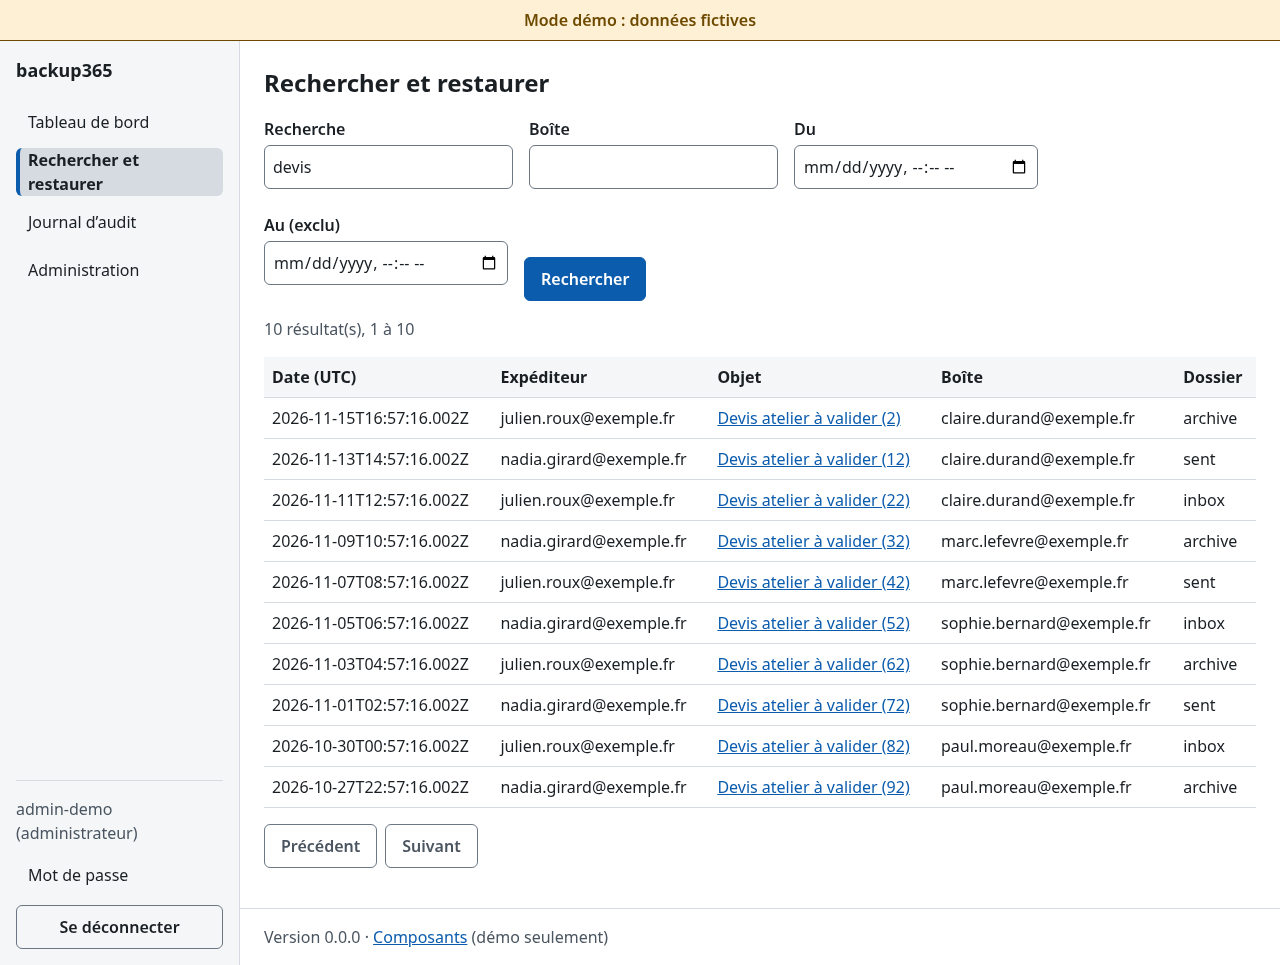 Mode démo : données fictives
backup365
Tableau de bord
Rechercher et
restaurer
Journal d’audit
Administration
admin-demo
(administrateur)
Mot de passe
Se déconnecter
Rechercher et restaurer
Recherche
devis
Boîte
Du
mm/dd/yyyy, --:-- --
Au (exclu)
mm/dd/yyyy, --:-- --
Rechercher
10 résultat(s), 1 à 10
Date (UTC) Expéditeur Objet Boîte Dossier
2026-11-15T16:57:16.002Z julien.roux@exemple.fr Devis atelier à valider (2) claire.durand@exemple.fr archive
2026-11-13T14:57:16.002Z nadia.girard@exemple.fr Devis atelier à valider (12) claire.durand@exemple.fr sent
2026-11-11T12:57:16.002Z julien.roux@exemple.fr Devis atelier à valider (22) claire.durand@exemple.fr inbox
2026-11-09T10:57:16.002Z nadia.girard@exemple.fr Devis atelier à valider (32) marc.lefevre@exemple.fr archive
2026-11-07T08:57:16.002Z julien.roux@exemple.fr Devis atelier à valider (42) marc.lefevre@exemple.fr sent
2026-11-05T06:57:16.002Z nadia.girard@exemple.fr Devis atelier à valider (52) sophie.bernard@exemple.fr inbox
2026-11-03T04:57:16.002Z julien.roux@exemple.fr Devis atelier à valider (62) sophie.bernard@exemple.fr archive
2026-11-01T02:57:16.002Z nadia.girard@exemple.fr Devis atelier à valider (72) sophie.bernard@exemple.fr sent
2026-10-30T00:57:16.002Z julien.roux@exemple.fr Devis atelier à valider (82) paul.moreau@exemple.fr inbox
2026-10-27T22:57:16.002Z nadia.girard@exemple.fr Devis atelier à valider (92) paul.moreau@exemple.fr archive
Précédent Suivant
Version 0.0.0 · Composants (démo seulement)